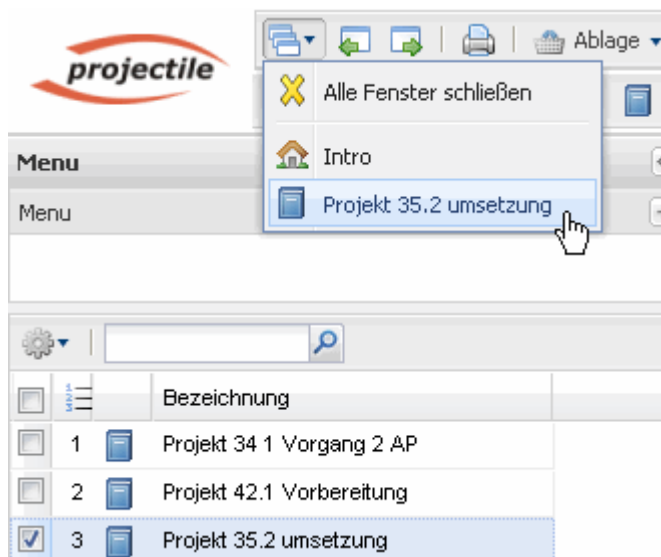 projectile
Ablage
Alle Fenster schließen
Intro
Projekt 35.2 umsetzung
Menu
Menu
Bezeichnung
1 Projekt 34 1 Vorgang 2 AP
2 Projekt 42.1 Vorbereitung
3 Projekt 35.2 umsetzung